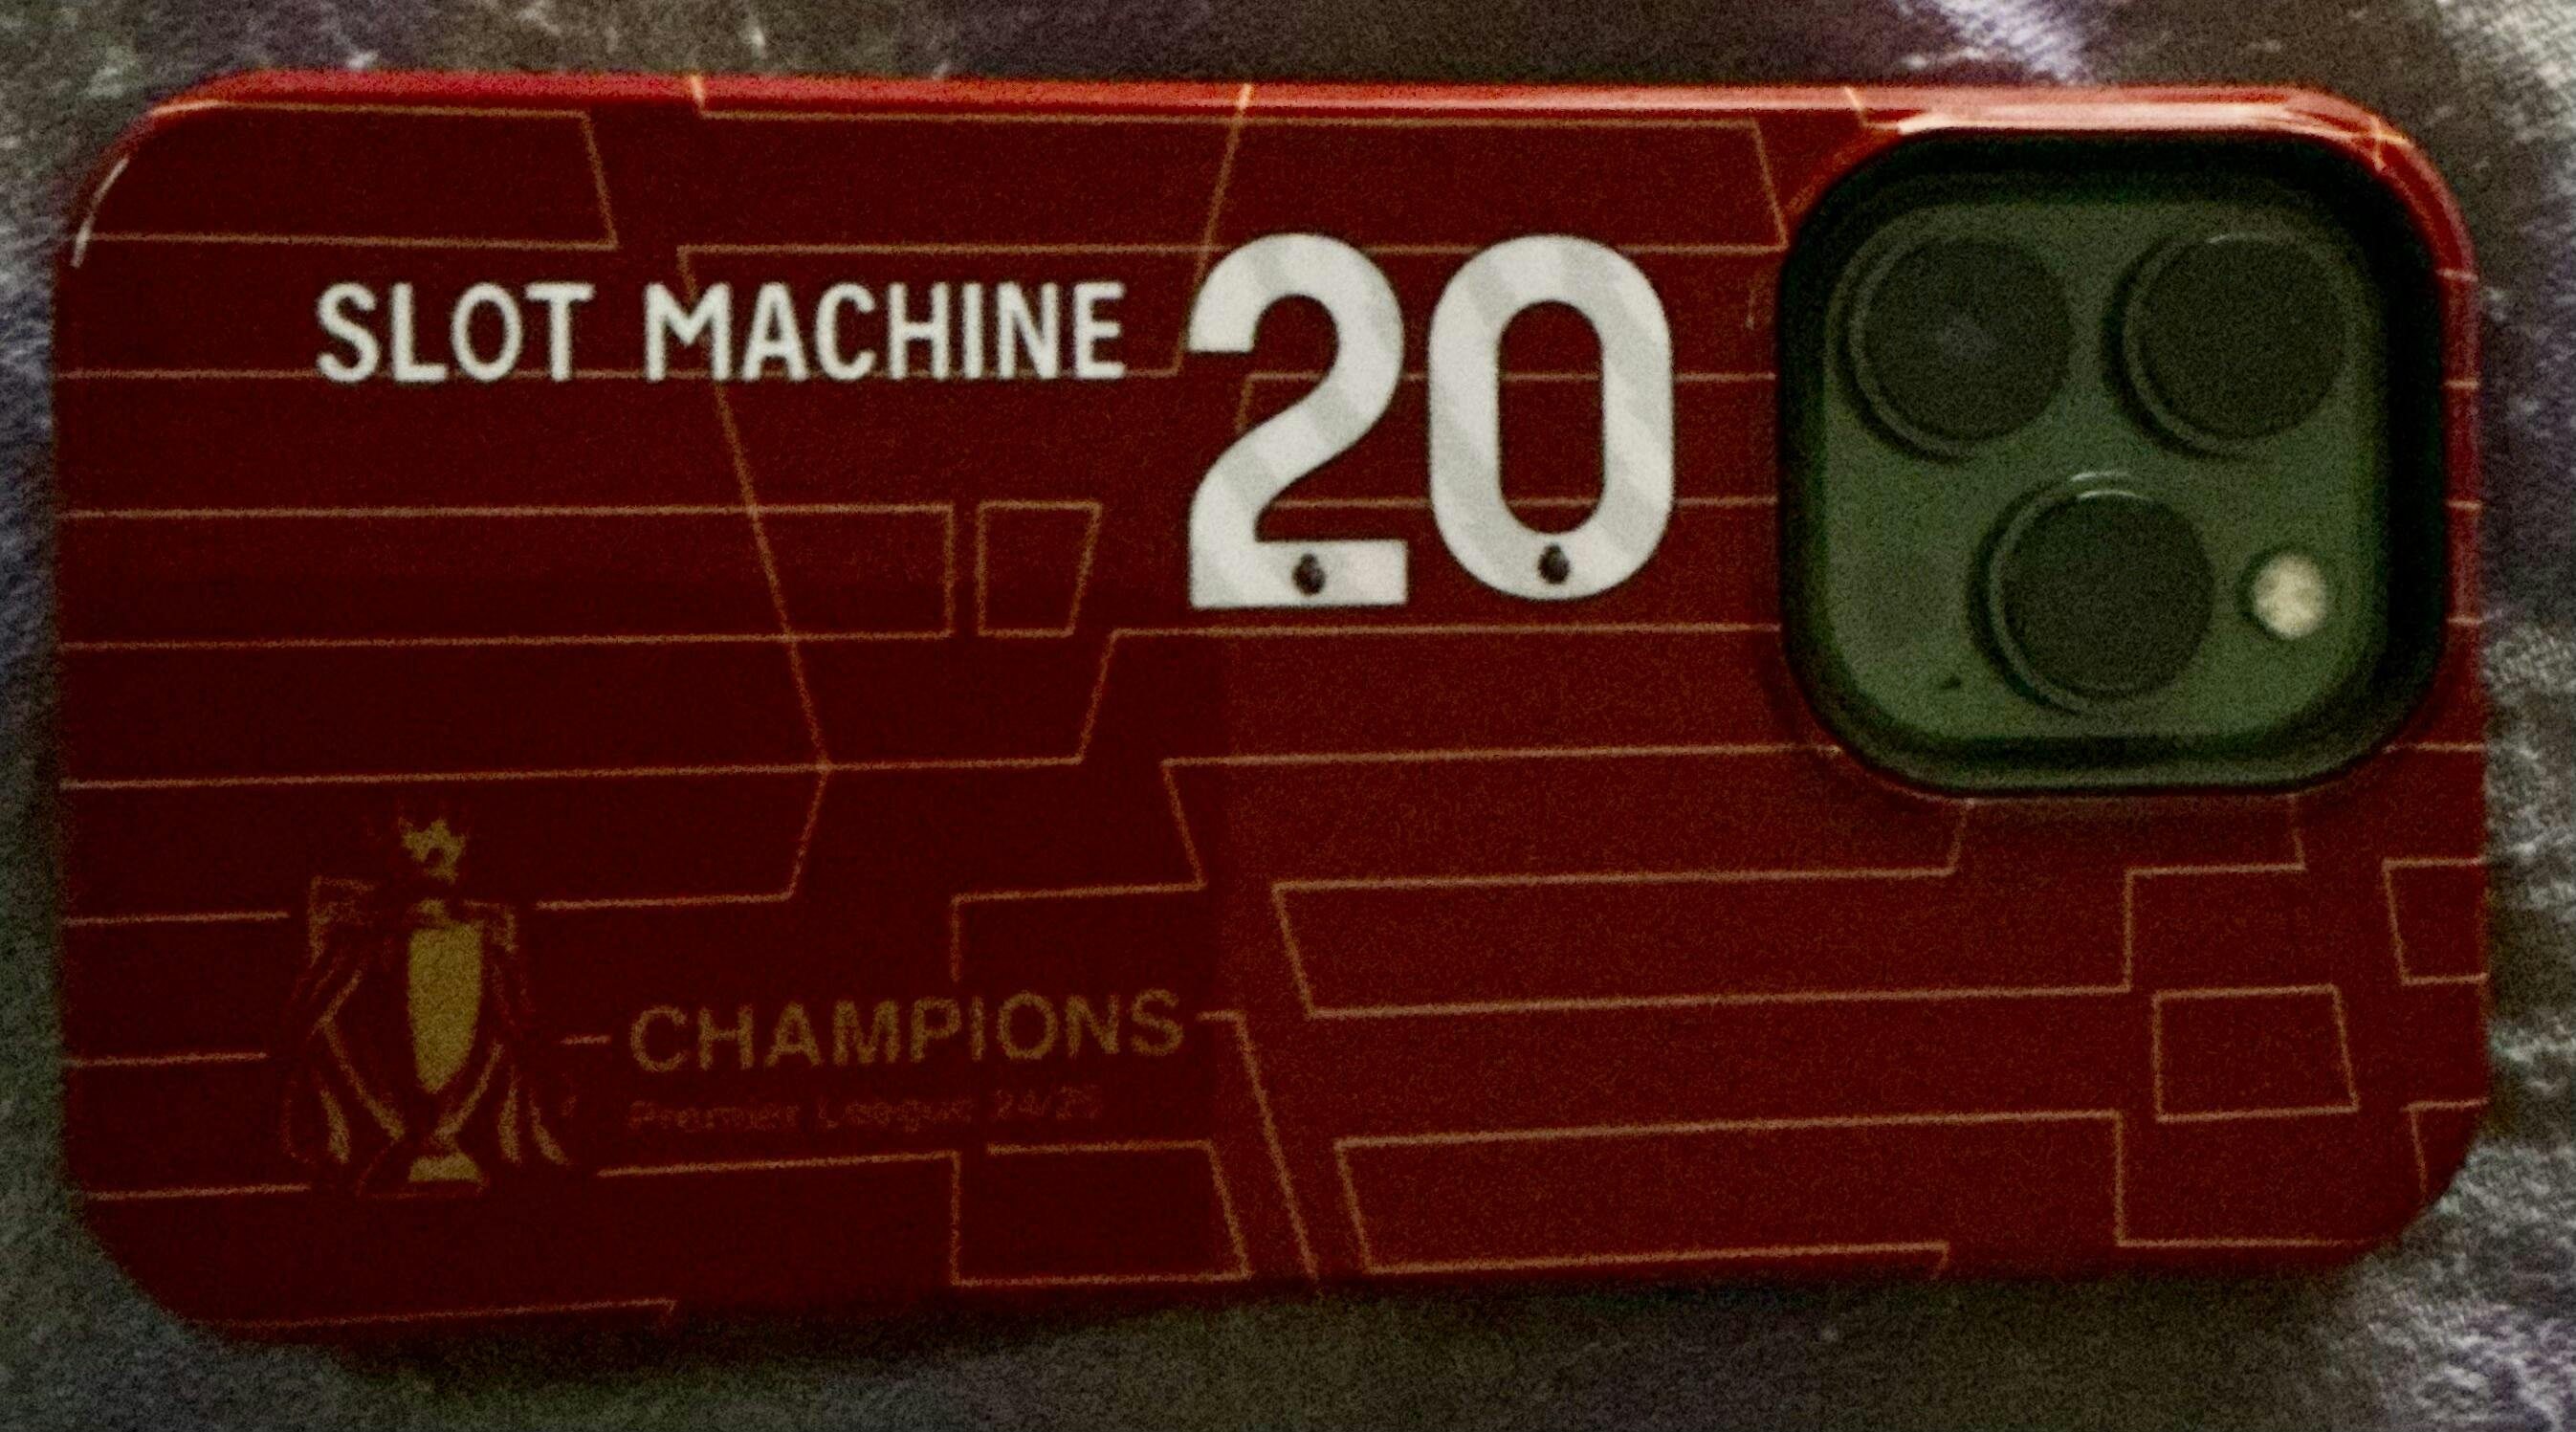 SLOT MACHINE
20
CHAMPIONS
Premier League 24/25